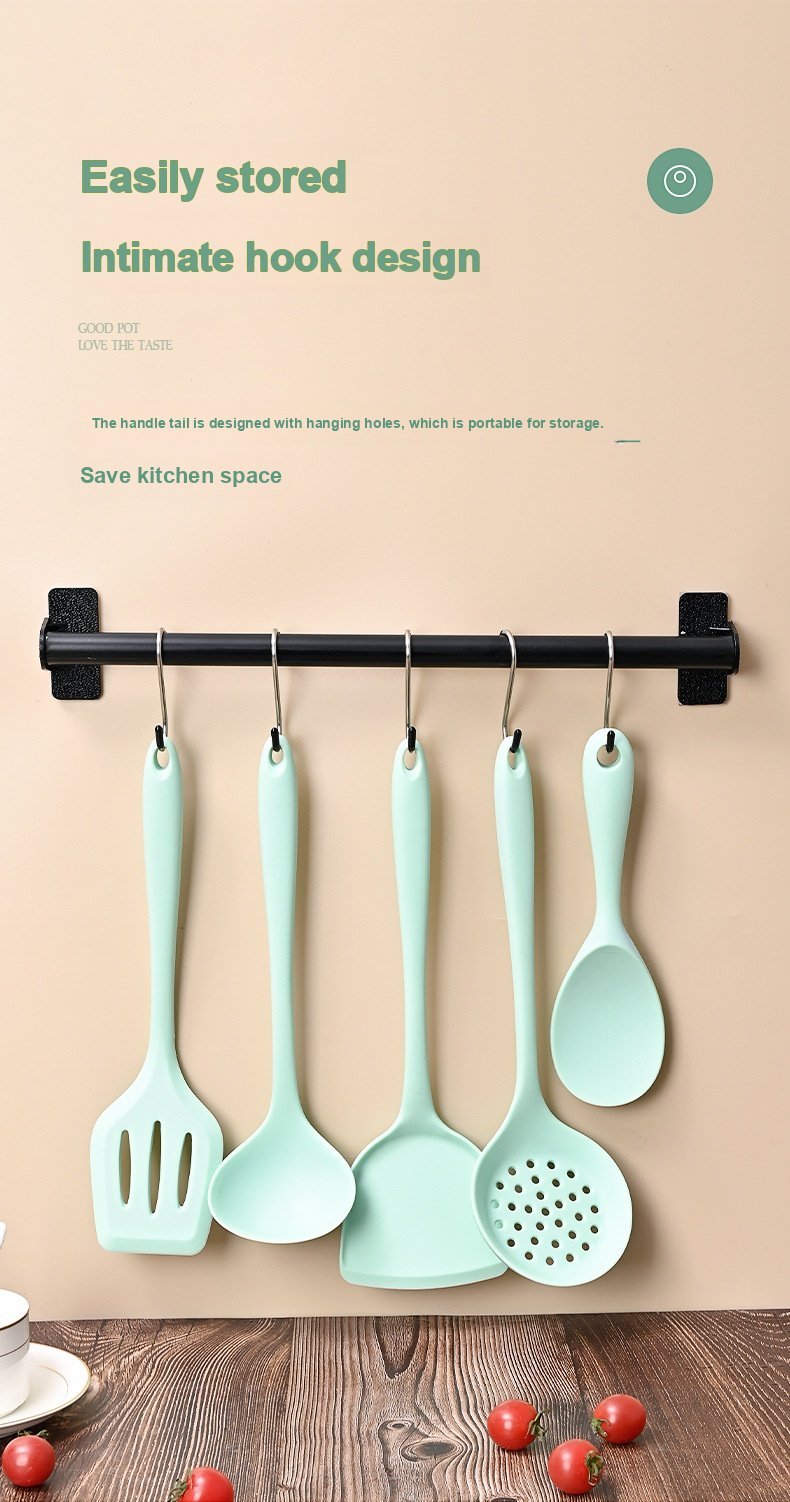 Easily stored
Intimate hook design
GOOD POT
LOVE THE TASTE
The handle tail is designed with hanging holes, which is portable for storage.
Save kitchen space